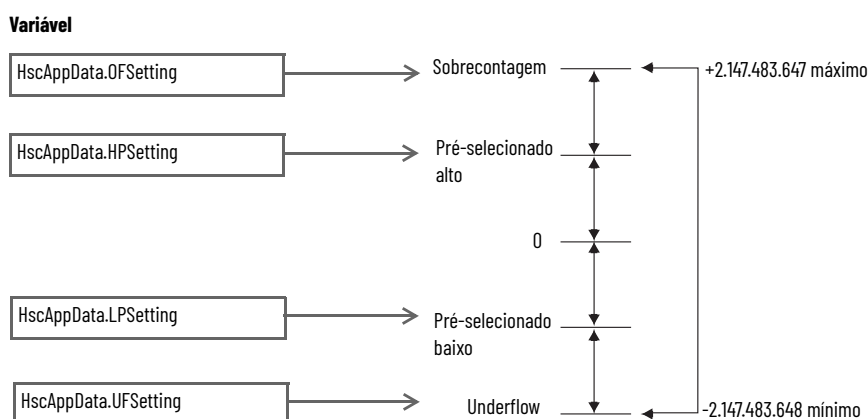 Variável
HscAppData.OFSetting
Sobrecontagem
+2.147.483.647 máximo
HscAppData.HPSetting
Pré-selecionado
alto
0
HscAppData.LPSetting
Pré-selecionado
baixo
HscAppData.UFSetting
Underflow
-2.147.483.648 mínimo